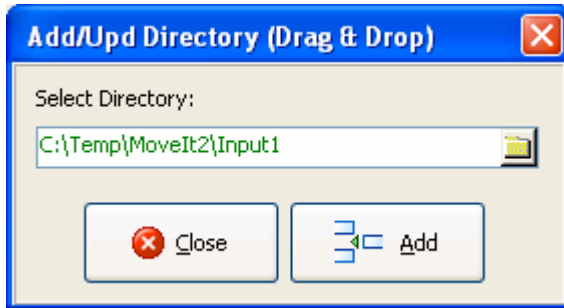 Add/Upd Directory (Drag & Drop)
Select Directory:
C:\Temp\MoveIt2\Input1
Close
Add